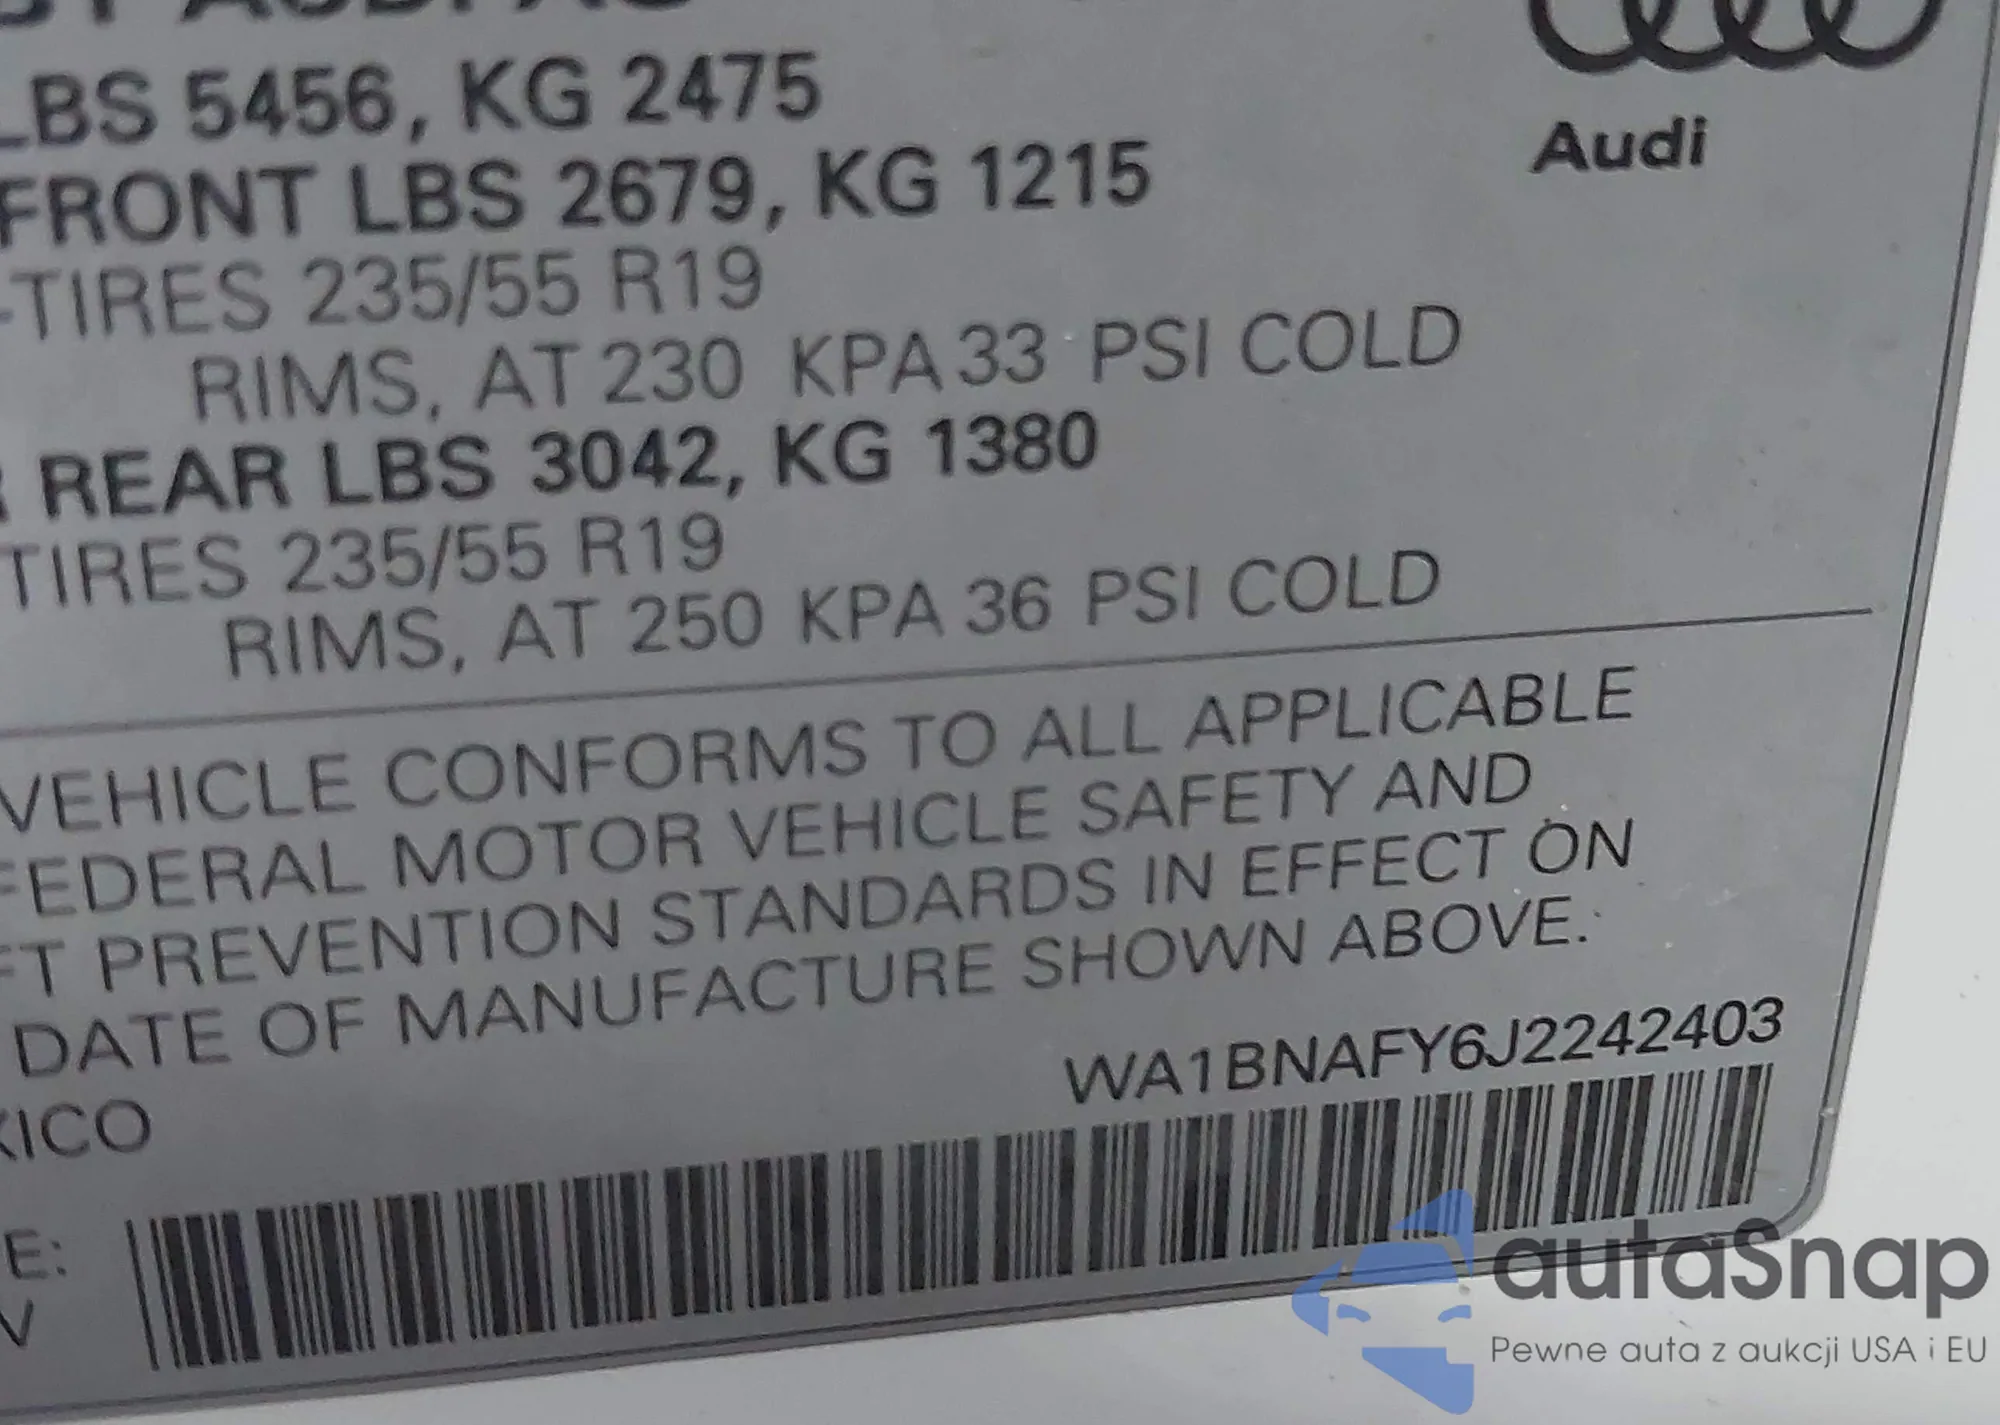 LBS 5456, KG 2475
Audi
FRONT LBS 2679, KG 1215
-TIRES 235/55 R19
RIMS, AT 230 KPA 33 PSI COLD
REAR LBS 3042, KG 1380
TIRES 235/55 R19
RIMS, AT 250 KPA 36 PSI COLD
VEHICLE CONFORMS TO ALL APPLICABLE
FEDERAL MOTOR VEHICLE SAFETY AND
FT PREVENTION STANDARDS IN EFFECT ON
DATE OF MANUFACTURE SHOWN ABOVE.
WA1BNAFY6J2242403
XICO
E:
V
autaSnap
Pewne auta z aukcji USA i EU